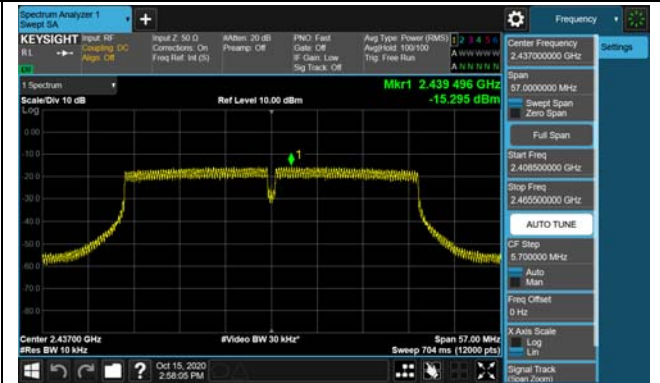 Spectrum Analyzer 1
Swept SA
+
Frequency
KEYSIGHT Input: RF
R L
Coupling: DC
Align: Off
Input Z: 50 Ω
Corrections: On
Freq Ref: Int (S)
#Atten: 20 dB
Preamp: Off
PNO: Fast
Gate: Off
IF Gain: Low
Sig Track: Off
Avg Type: Power (RMS)
Avg|Hold: 100/100
Trig: Free Run
1 2 3 4 5 6
A W W W W W
A N N N N N
1 Spectrum
Scale/Div 10 dB
Log
Ref Level 10.00 dBm
Mkr1 2.439 496 GHz
-15.295 dBm
0.00
-10.0
-20.0
-30.0
-40.0
-50.0
-60.0
-70.0
-80.0
1
Center 2.43700 GHz
#Res BW 10 kHz
#Video BW 30 kHz*
Span 57.00 MHz
Sweep 704 ms (12000 pts)
Oct 15, 2020
2:58:05 PM
Center Frequency
2.437000000 GHz
Settings
Span
57.0000000 MHz
Swept Span
Zero Span
Full Span
Start Freq
2.408500000 GHz
Stop Freq
2.465500000 GHz
AUTO TUNE
CF Step
5.700000 MHz
Auto
Man
Freq Offset
0 Hz
X Axis Scale
Log
Lin
Signal Track
(Span Zoom)